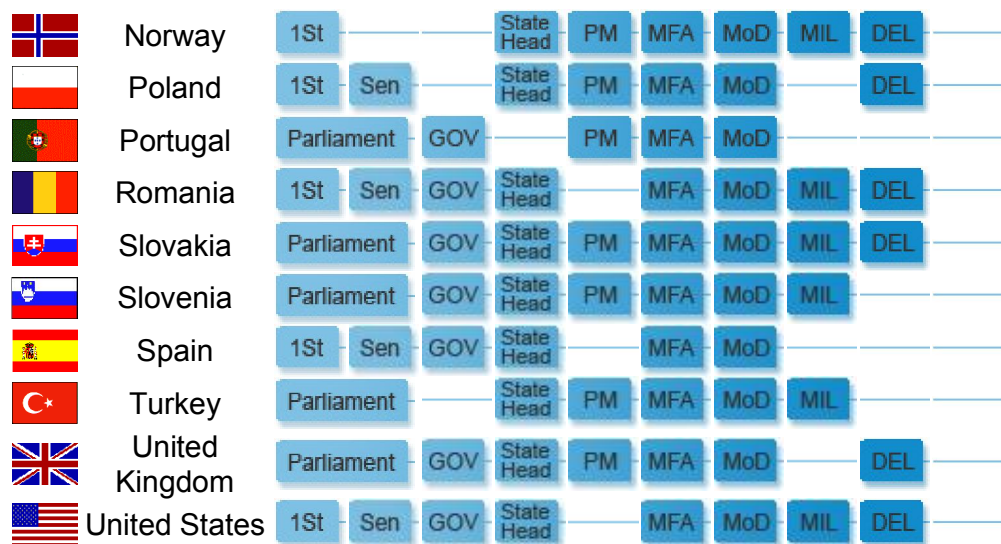 Norway 1St State Head PM MFA MoD MIL DEL
Poland 1St Sen State Head PM MFA MoD DEL
Portugal Parliament GOV PM MFA MoD
Romania 1St Sen GOV State Head MFA MoD MIL DEL
Slovakia Parliament GOV State Head PM MFA MoD MIL DEL
Slovenia Parliament GOV State Head PM MFA MoD MIL
Spain 1St Sen GOV State Head MFA MoD
Turkey Parliament State Head PM MFA MoD MIL
United Kingdom Parliament GOV State Head PM MFA MoD DEL
United States 1St Sen GOV State Head MFA MoD MIL DEL